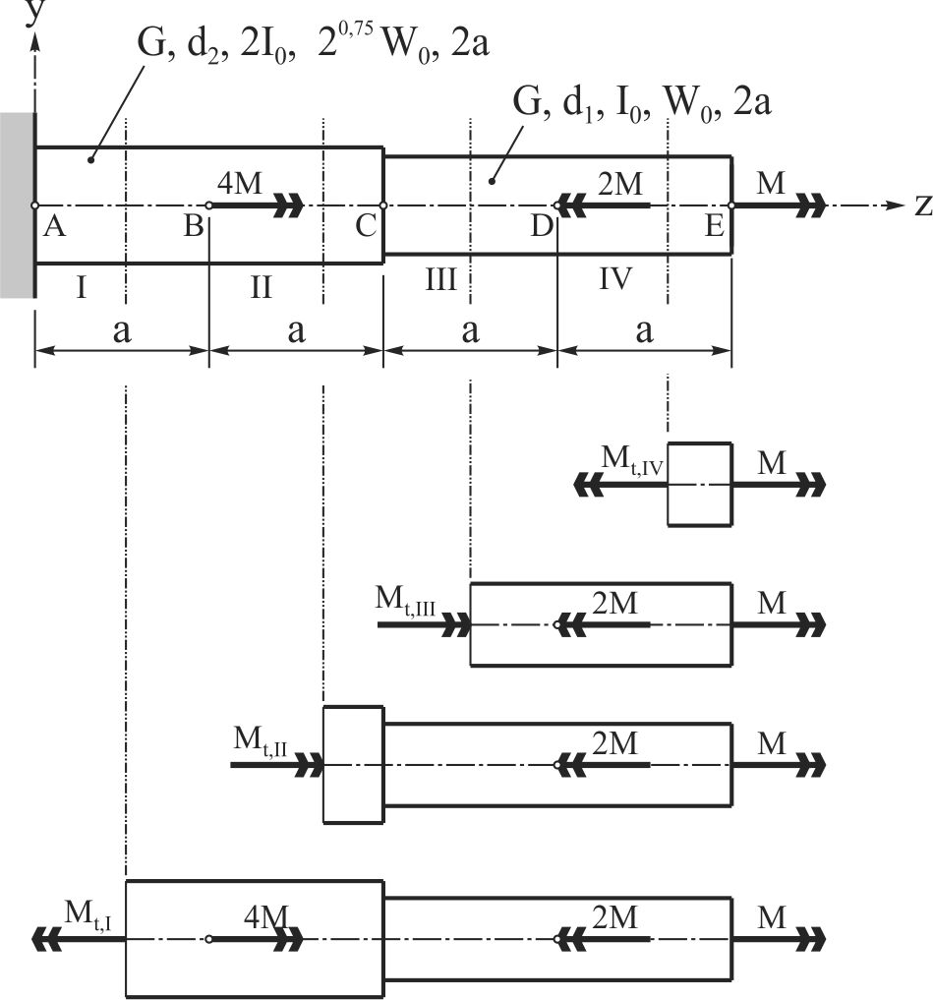 y
G, d₂, 2I₀, 2^0,75 W₀, 2a
G, d₁, I₀, W₀, 2a
4M 2M M
z
A B C D E
I II III IV
a a a a
M_t,IV M
M_t,III 2M M
M_t,II 2M M
M_t,I 4M 2M M